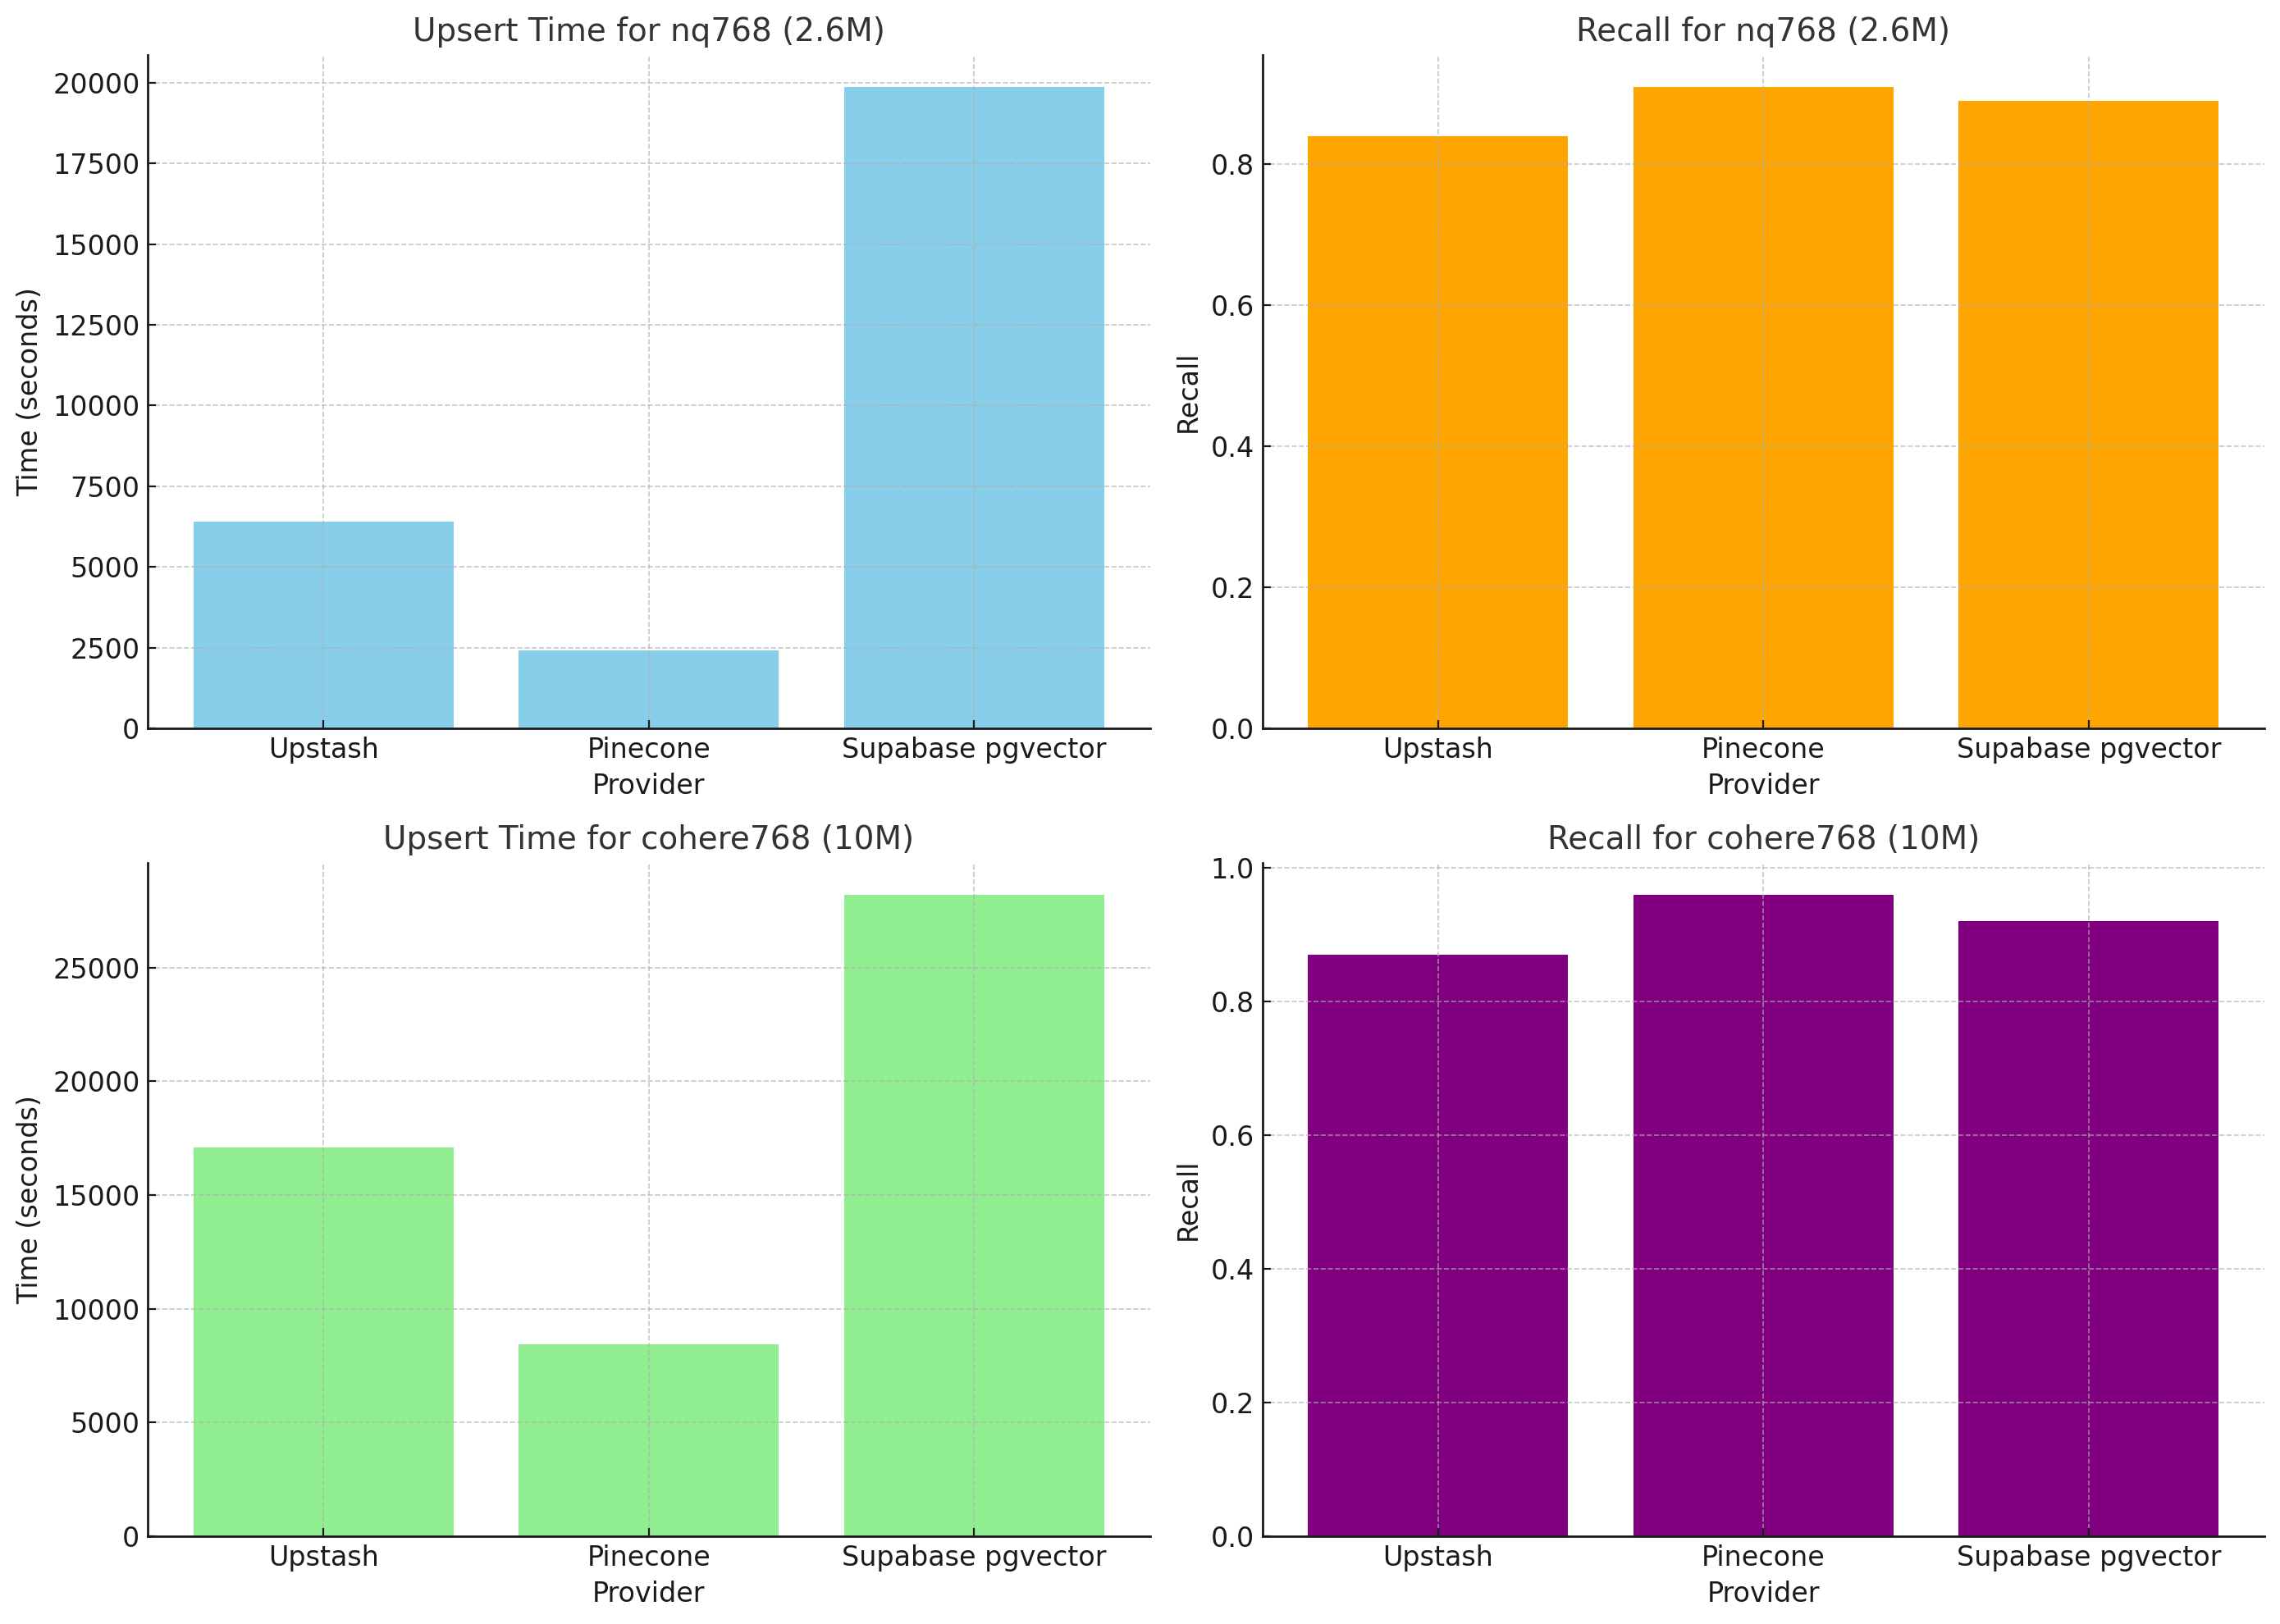 Upsert Time for nq768 (2.6M)
Time (seconds)
20000
17500
15000
12500
10000
7500
5000
2500
0
Upstash Pinecone Supabase pgvector
Provider
Recall for nq768 (2.6M)
Recall
0.8
0.6
0.4
0.2
0.0
Upstash Pinecone Supabase pgvector
Provider
Upsert Time for cohere768 (10M)
Time (seconds)
25000
20000
15000
10000
5000
0
Upstash Pinecone Supabase pgvector
Provider
Recall for cohere768 (10M)
Recall
1.0
0.8
0.6
0.4
0.2
0.0
Upstash Pinecone Supabase pgvector
Provider